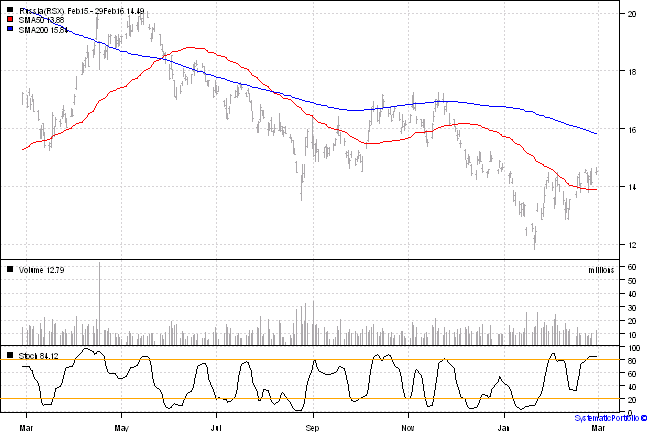 Russia(RSX) Feb15 - 29Feb16 14.49
SMA50 13.88
SMA200 15.84
20
18
16
14
12
Volume 12.79
millions
60
50
40
30
20
10
Stoch 84.12
100
80
60
40
20
0
SystematicPortfolio ©
Mar
May
Jul
Sep
Nov
Jan
Mar